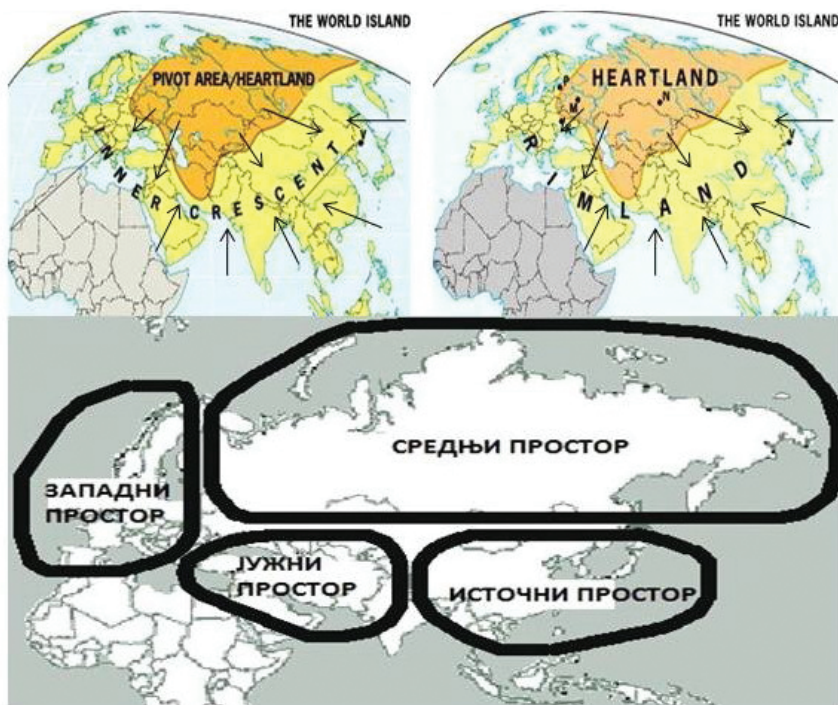 THE WORLD ISLAND
PIVOT AREA/HEARTLAND
INNER CRESCENT
THE WORLD ISLAND
HEARTLAND
P
M
N
V
RIMLAND
СРЕДЊИ ПРОСТОР
ЗАПАДНИ
ПРОСТОР
ЈУЖНИ
ПРОСТОР
ИСТОЧНИ ПРОСТОР